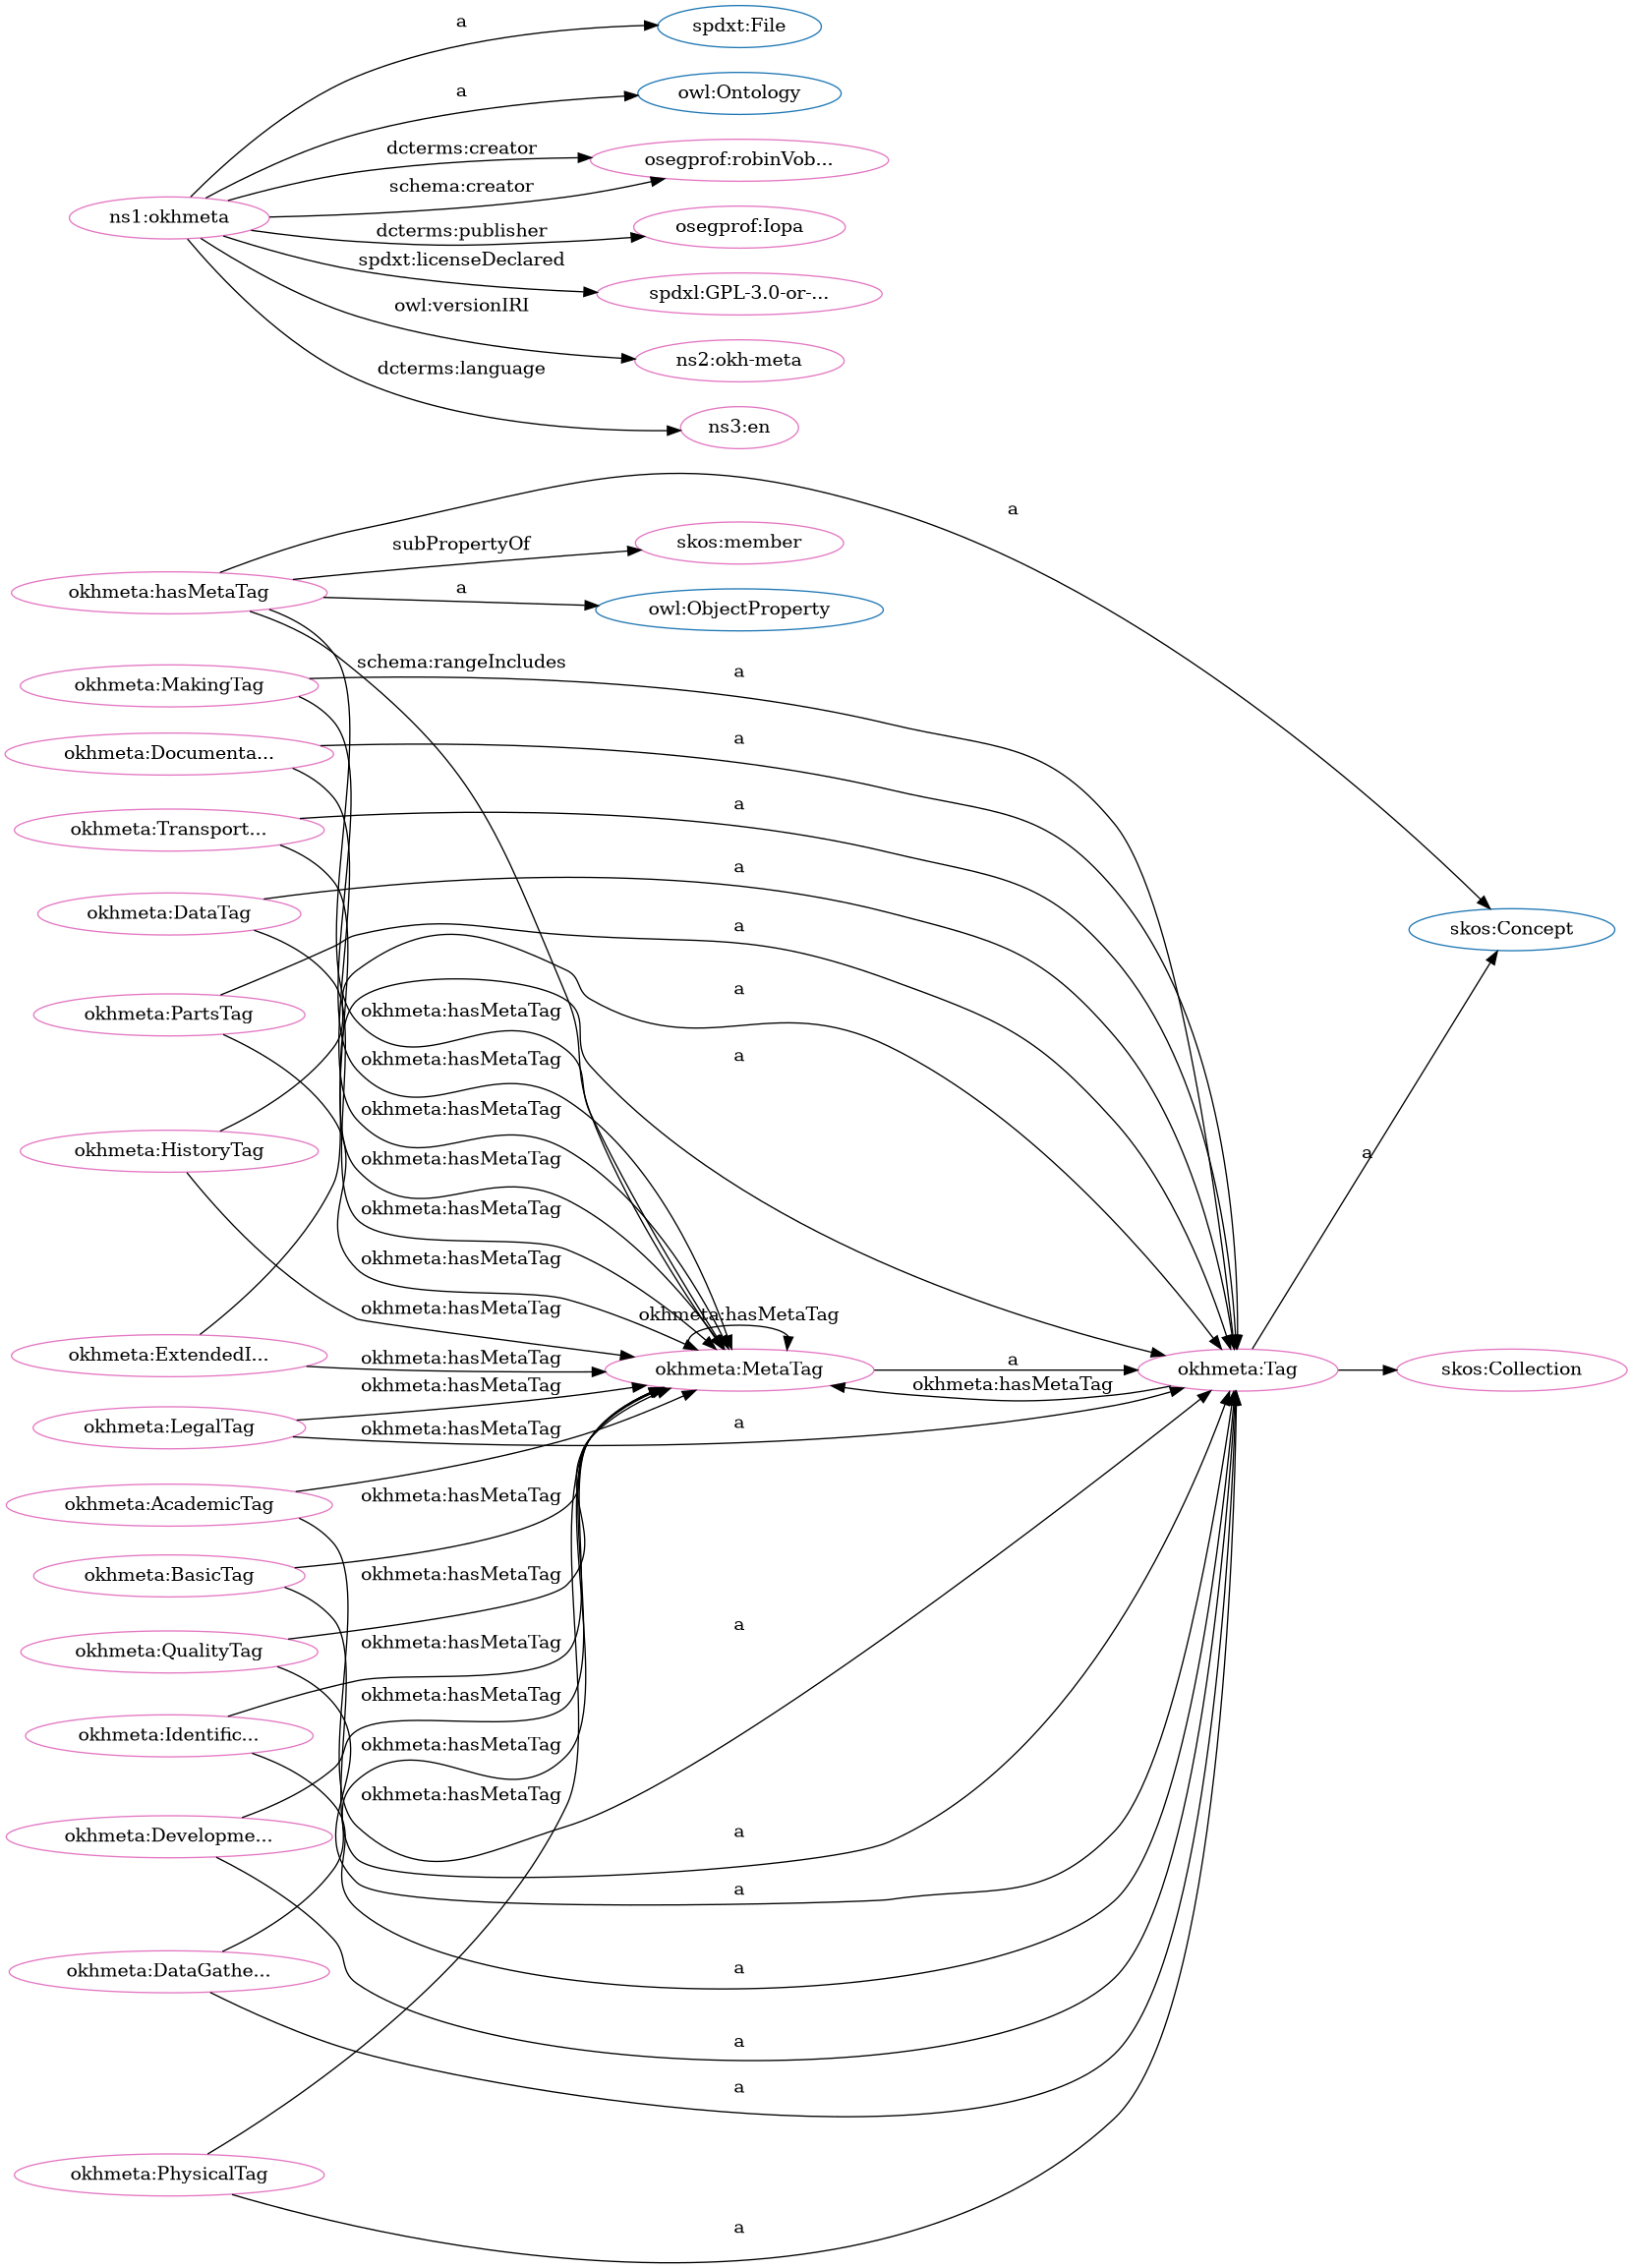 a
spdxt:File
a
owl:Ontology
dcterms:creator
osegprof:robinVob...
schema:creator
ns1:okhmeta
dcterms:publisher
osegprof:Iopa
spdxt:licenseDeclared
spdxl:GPL-3.0-or-...
owl:versionIRI
ns2:okh-meta
dcterms:language
ns3:en
a
subPropertyOf
skos:member
okhmeta:hasMetaTag
a
owl:ObjectProperty
schema:rangeIncludes
a
okhmeta:MakingTag
a
okhmeta:Documenta...
a
okhmeta:Transport...
a
okhmeta:DataTag
a
skos:Concept
a
okhmeta:hasMetaTag
okhmeta:PartsTag
a
okhmeta:hasMetaTag
okhmeta:hasMetaTag
okhmeta:HistoryTag
a
okhmeta:hasMetaTag
okhmeta:hasMetaTag
okhmeta:hasMetaTag
okhmeta:hasMetaTag
okhmeta:hasMetaTag
okhmeta:ExtendedI...
okhmeta:hasMetaTag
a
okhmeta:MetaTag
okhmeta:Tag
skos:Collection
okhmeta:hasMetaTag
okhmeta:hasMetaTag
okhmeta:LegalTag
okhmeta:hasMetaTag
a
okhmeta:hasMetaTag
okhmeta:AcademicTag
okhmeta:hasMetaTag
okhmeta:BasicTag
a
okhmeta:hasMetaTag
okhmeta:QualityTag
okhmeta:hasMetaTag
okhmeta:Identific...
okhmeta:hasMetaTag
okhmeta:hasMetaTag
a
okhmeta:Developme...
a
a
okhmeta:DataGathe...
a
a
okhmeta:PhysicalTag
a